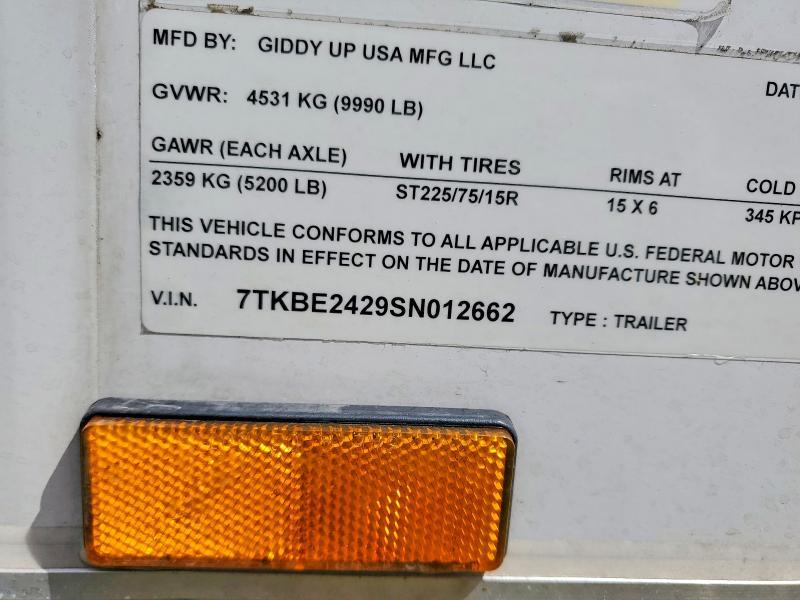 MFD BY: GIDDY UP USA MFG LLC
GVWR: 4531 KG (9990 LB) DAT
GAWR (EACH AXLE) WITH TIRES RIMS AT COLD
2359 KG (5200 LB) ST225/75/15R 15 X 6 345 KP
THIS VEHICLE CONFORMS TO ALL APPLICABLE U.S. FEDERAL MOTOR
STANDARDS IN EFFECT ON THE DATE OF MANUFACTURE SHOWN ABOV
V.I.N. 7TKBE2429SN012662 TYPE : TRAILER